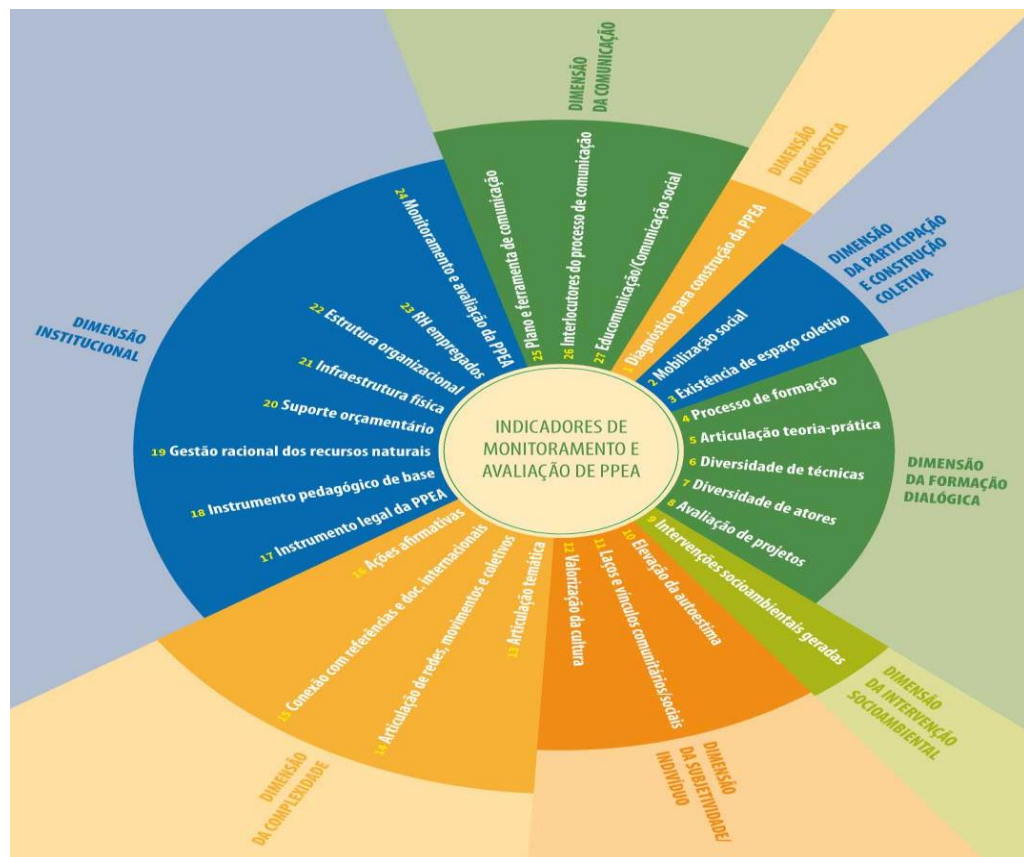 INDICADORES DE
MONITORAMENTO E
AVALIAÇÃO DE PPEA
DIMENSÃO
DIAGNÓSTICA
1 Diagnóstico para construção da PPEA
DIMENSÃO
DA PARTICIPAÇÃO
E CONSTRUÇÃO
COLETIVA
2 Mobilização social
3 Existência de espaço coletivo
DIMENSÃO
DA FORMAÇÃO
DIALÓGICA
4 Processo de formação
5 Articulação teoria-prática
6 Diversidade de técnicas
7 Diversidade de atores
8 Avaliação de projetos
DIMENSÃO
DA INTERVENÇÃO
SOCIOAMBIENTAL
9 Intervenções socioambientais geradas
DIMENSÃO
DA SUBJETIVIDADE/
INDIVÍDUO
10 Elevação da autoestima
11 Laços e vínculos comunitários/sociais
12 Valorização da cultura
DIMENSÃO
DA COMPLEXIDADE
13 Articulação temática
14 Articulação de redes, movimentos e coletivos
15 Conexão com referências e doc. internacionais
16 Ações afirmativas
DIMENSÃO
INSTITUCIONAL
17 Instrumento legal da PPEA
18 Instrumento pedagógico de base
19 Gestão racional dos recursos naturais
20 Suporte orçamentário
21 Infraestrutura física
22 Estrutura organizacional
23 RH empregados
24 Monitoramento e avaliação da PPEA
DIMENSÃO
DA COMUNICAÇÃO
25 Plano e ferramenta de comunicação
26 Interlocutores do processo de comunicação
27 Educomunicação/Comunicação social